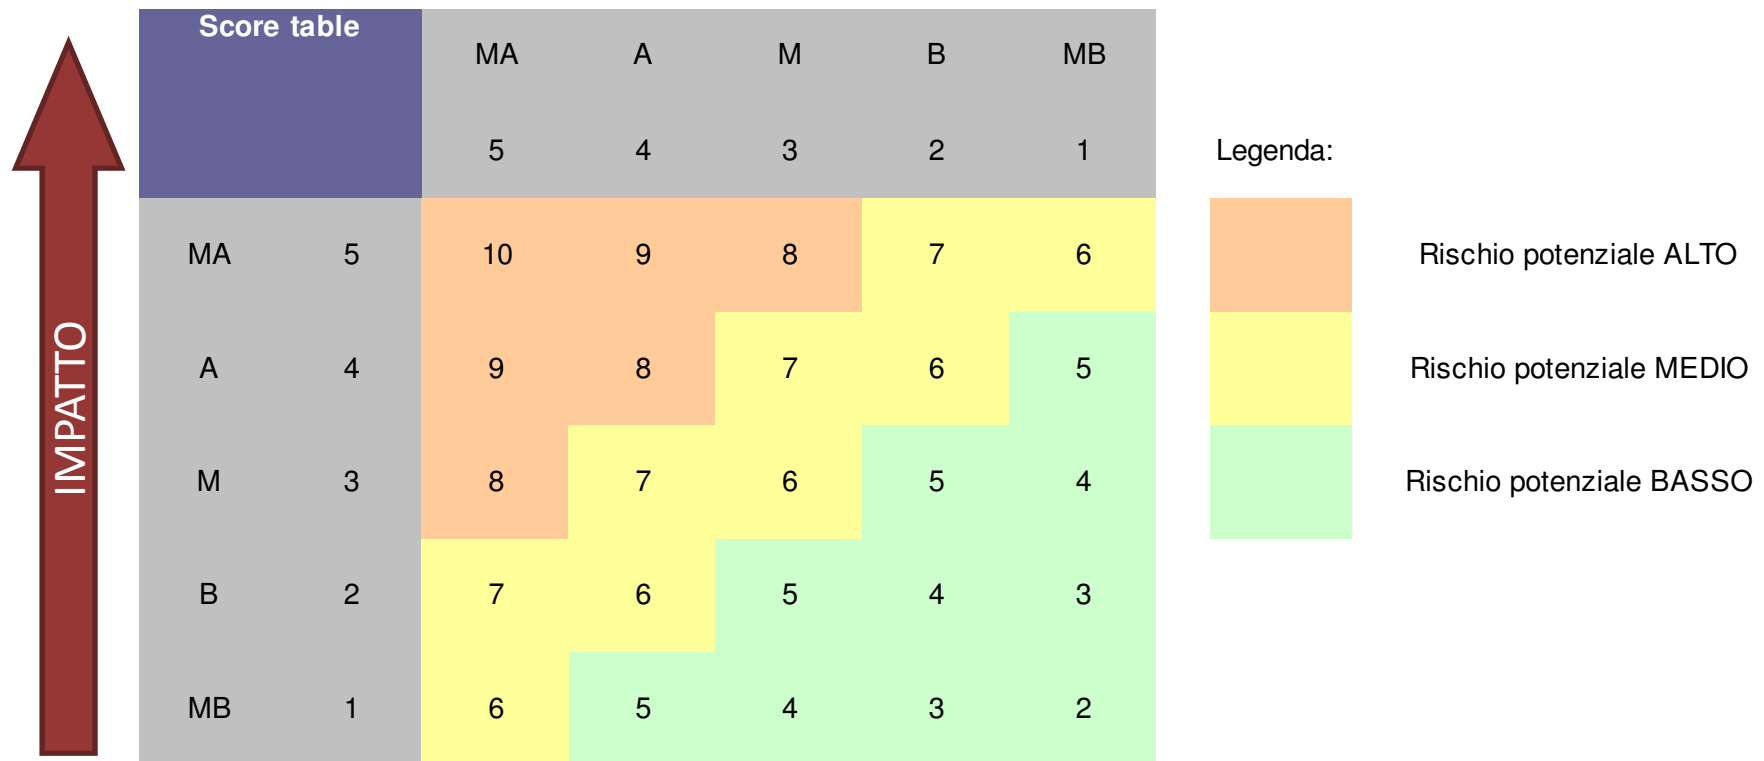 Score table
MA A M B MB
5 4 3 2 1
Legenda:
MA 5 10 9 8 7 6 Rischio potenziale ALTO
A 4 9 8 7 6 5 Rischio potenziale MEDIO
M 3 8 7 6 5 4 Rischio potenziale BASSO
B 2 7 6 5 4 3
MB 1 6 5 4 3 2
IMPATTO